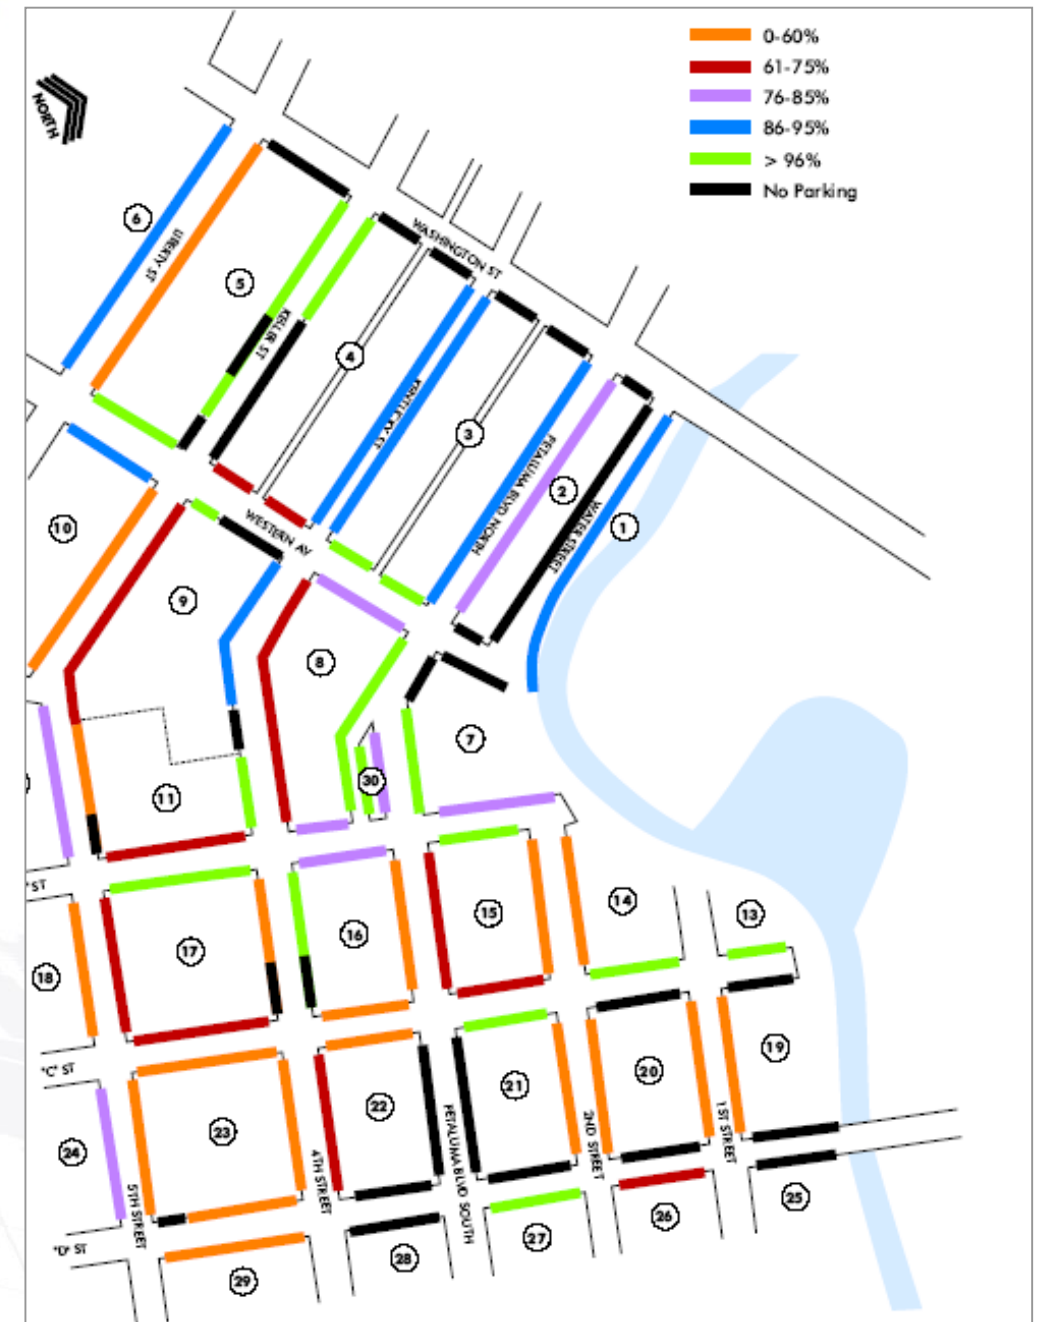 0-60%
61-75%
76-85%
86-95%
> 96%
No Parking
NORTH
WASHINGTON ST
6
LIBERTY ST
5
KELLER ST
4
KENTUCKY ST
3
PETALUMA BLVD NORTH
2
WATER STREET
1
10
WESTERN AV
9
8
7
30
11
' ST
14
13
15
16
17
18
"C" ST
19
20
21
22
23
24
PETALUMA BLVD SOUTH
2ND STREET
1ST STREET
4TH STREET
5TH STREET
25
26
27
"D" ST
28
29